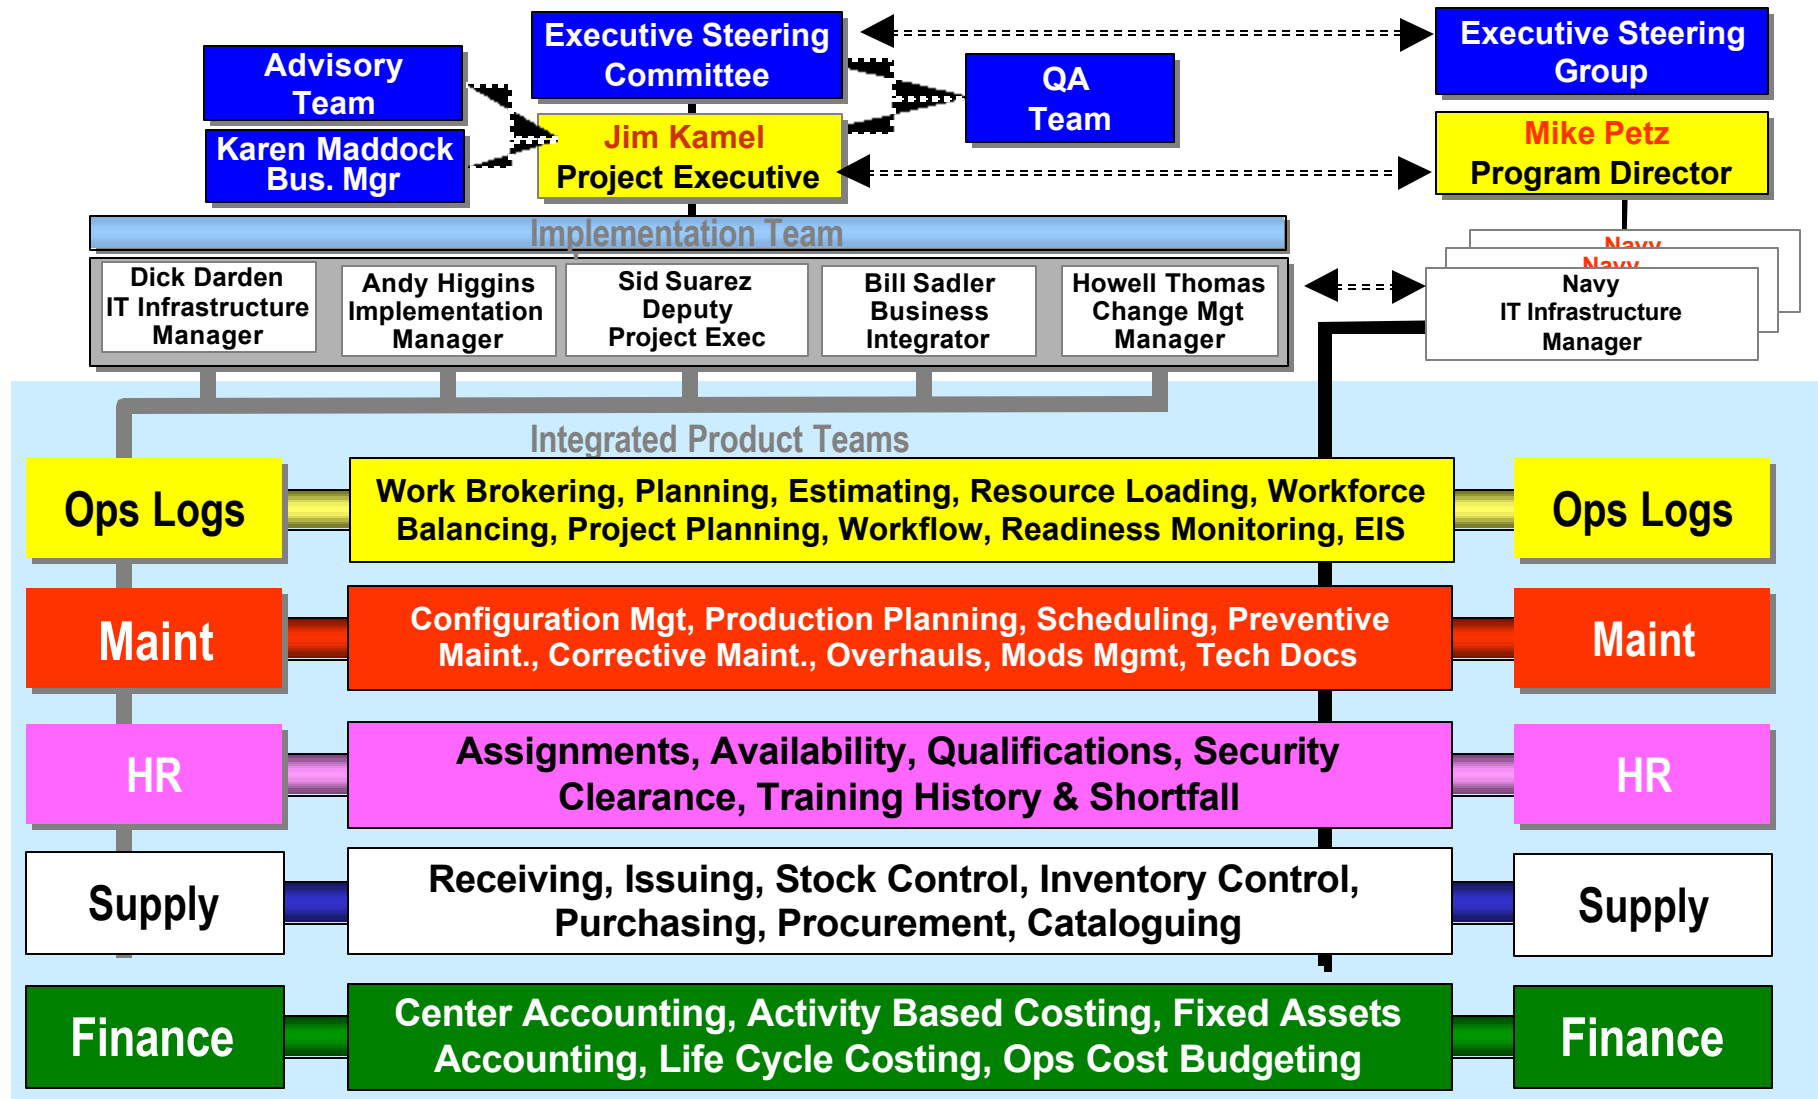 Executive Steering
Committee
Executive Steering
Group
Advisory
Team
QA
Team
Karen Maddock
Bus. Mgr
Jim Kamel
Project Executive
Mike Petz
Program Director
Implementation Team
Dick Darden
IT Infrastructure
Manager
Andy Higgins
Implementation
Manager
Sid Suarez
Deputy
Project Exec
Bill Sadler
Business
Integrator
Howell Thomas
Change Mgt
Manager
Navy
Navy
Navy
IT Infrastructure
Manager
Integrated Product Teams
Ops Logs
Work Brokering, Planning, Estimating, Resource Loading, Workforce
Balancing, Project Planning, Workflow, Readiness Monitoring, EIS
Ops Logs
Maint
Configuration Mgt, Production Planning, Scheduling, Preventive
Maint., Corrective Maint., Overhauls, Mods Mgmt, Tech Docs
Maint
HR
Assignments, Availability, Qualifications, Security
Clearance, Training History & Shortfall
HR
Supply
Receiving, Issuing, Stock Control, Inventory Control,
Purchasing, Procurement, Cataloguing
Supply
Finance
Center Accounting, Activity Based Costing, Fixed Assets
Accounting, Life Cycle Costing, Ops Cost Budgeting
Finance